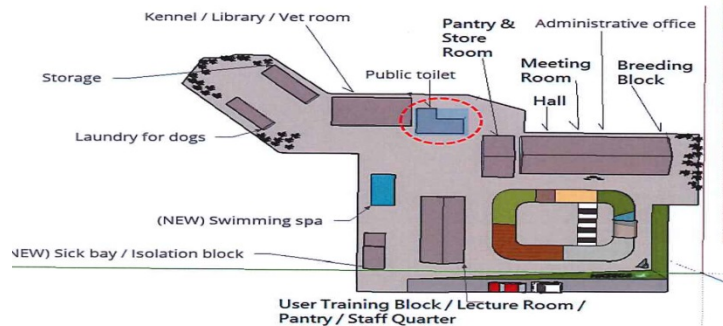 Kennel / Library / Vet room
Pantry &
Store
Room
Administrative office
Meeting
Room
Breeding
Block
Hall
Storage
Public toilet
Laundry for dogs
(NEW) Swimming spa
NEW) Sick bay / Isolation block
User Training Block / Lecture Room /
Pantry / Staff Quarter